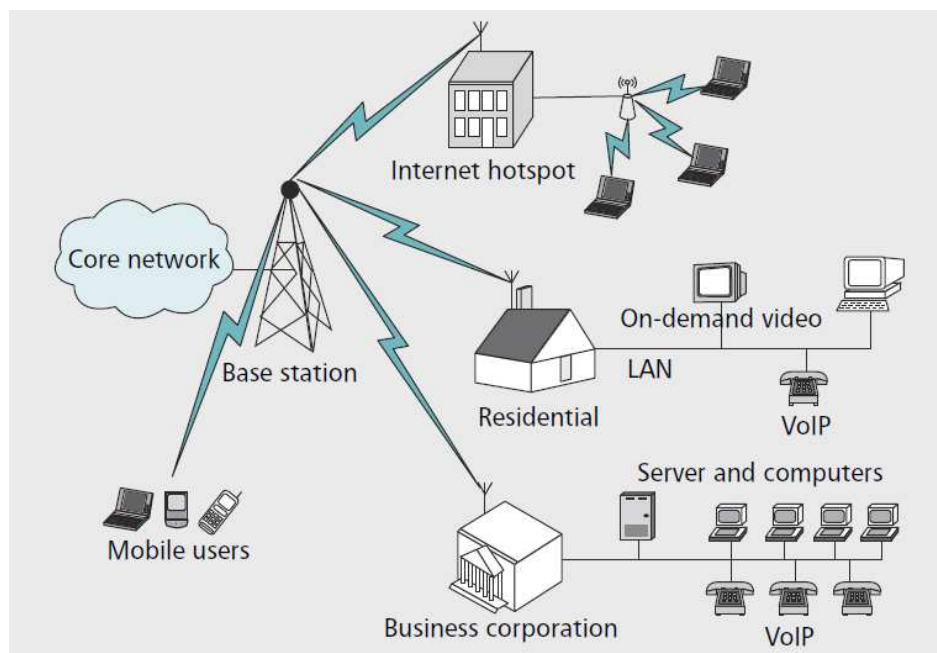 Internet hotspot
Core network
On-demand video
Base station
LAN
Residential
VoIP
Server and computers
Mobile users
Business corporation
VoIP